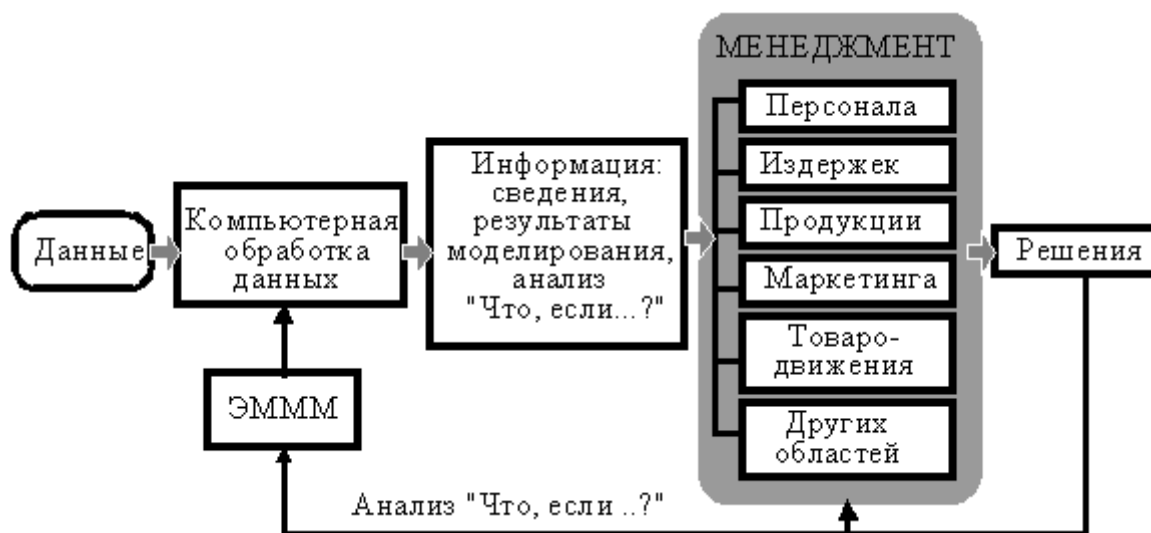 МЕНЕДЖМЕНТ
Персонала
Издержек
Продукции
Маркетинга
Товаро-
движения
Других
областей
Данные
Компьютерная
обработка
данных
Информация:
сведения,
результаты
моделирования,
анализ
"Что, если...?"
Решения
ЭМММ
Анализ "Что, если ..?"